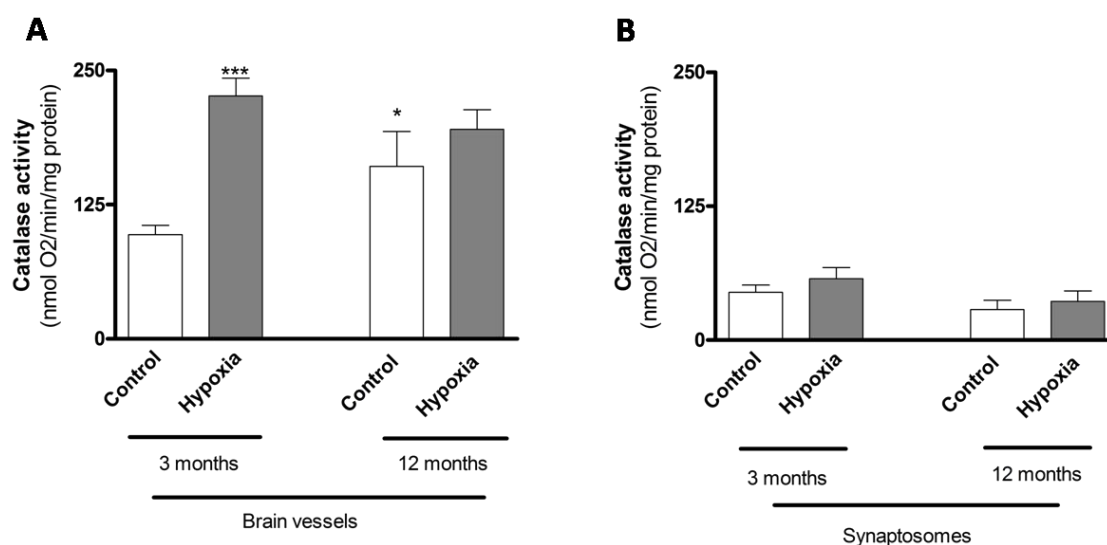 A
Catalase activity
(nmol O2/min/mg protein)
250
125
0
***
*
Control
Hypoxia
Control
Hypoxia
3 months
12 months
Brain vessels
B
Catalase activity
(nmol O2/min/mg protein)
250
125
0
Control
Hypoxia
Control
Hypoxia
3 months
12 months
Synaptosomes